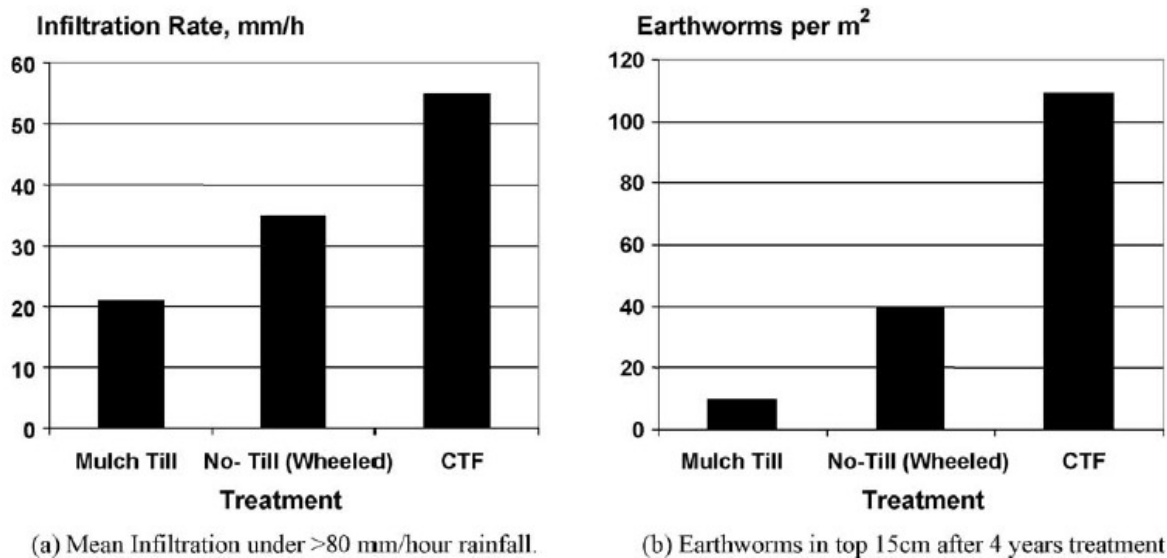 Infiltration Rate, mm/h
60
50
40
30
20
10
0
Mulch Till No- Till (Wheeled) CTF
Treatment
(a) Mean Infiltration under >80 mm/hour rainfall.
Earthworms per m²
120
100
80
60
40
20
0
Mulch Till No-Till (Wheeled) CTF
Treatment
(b) Earthworms in top 15cm after 4 years treatment